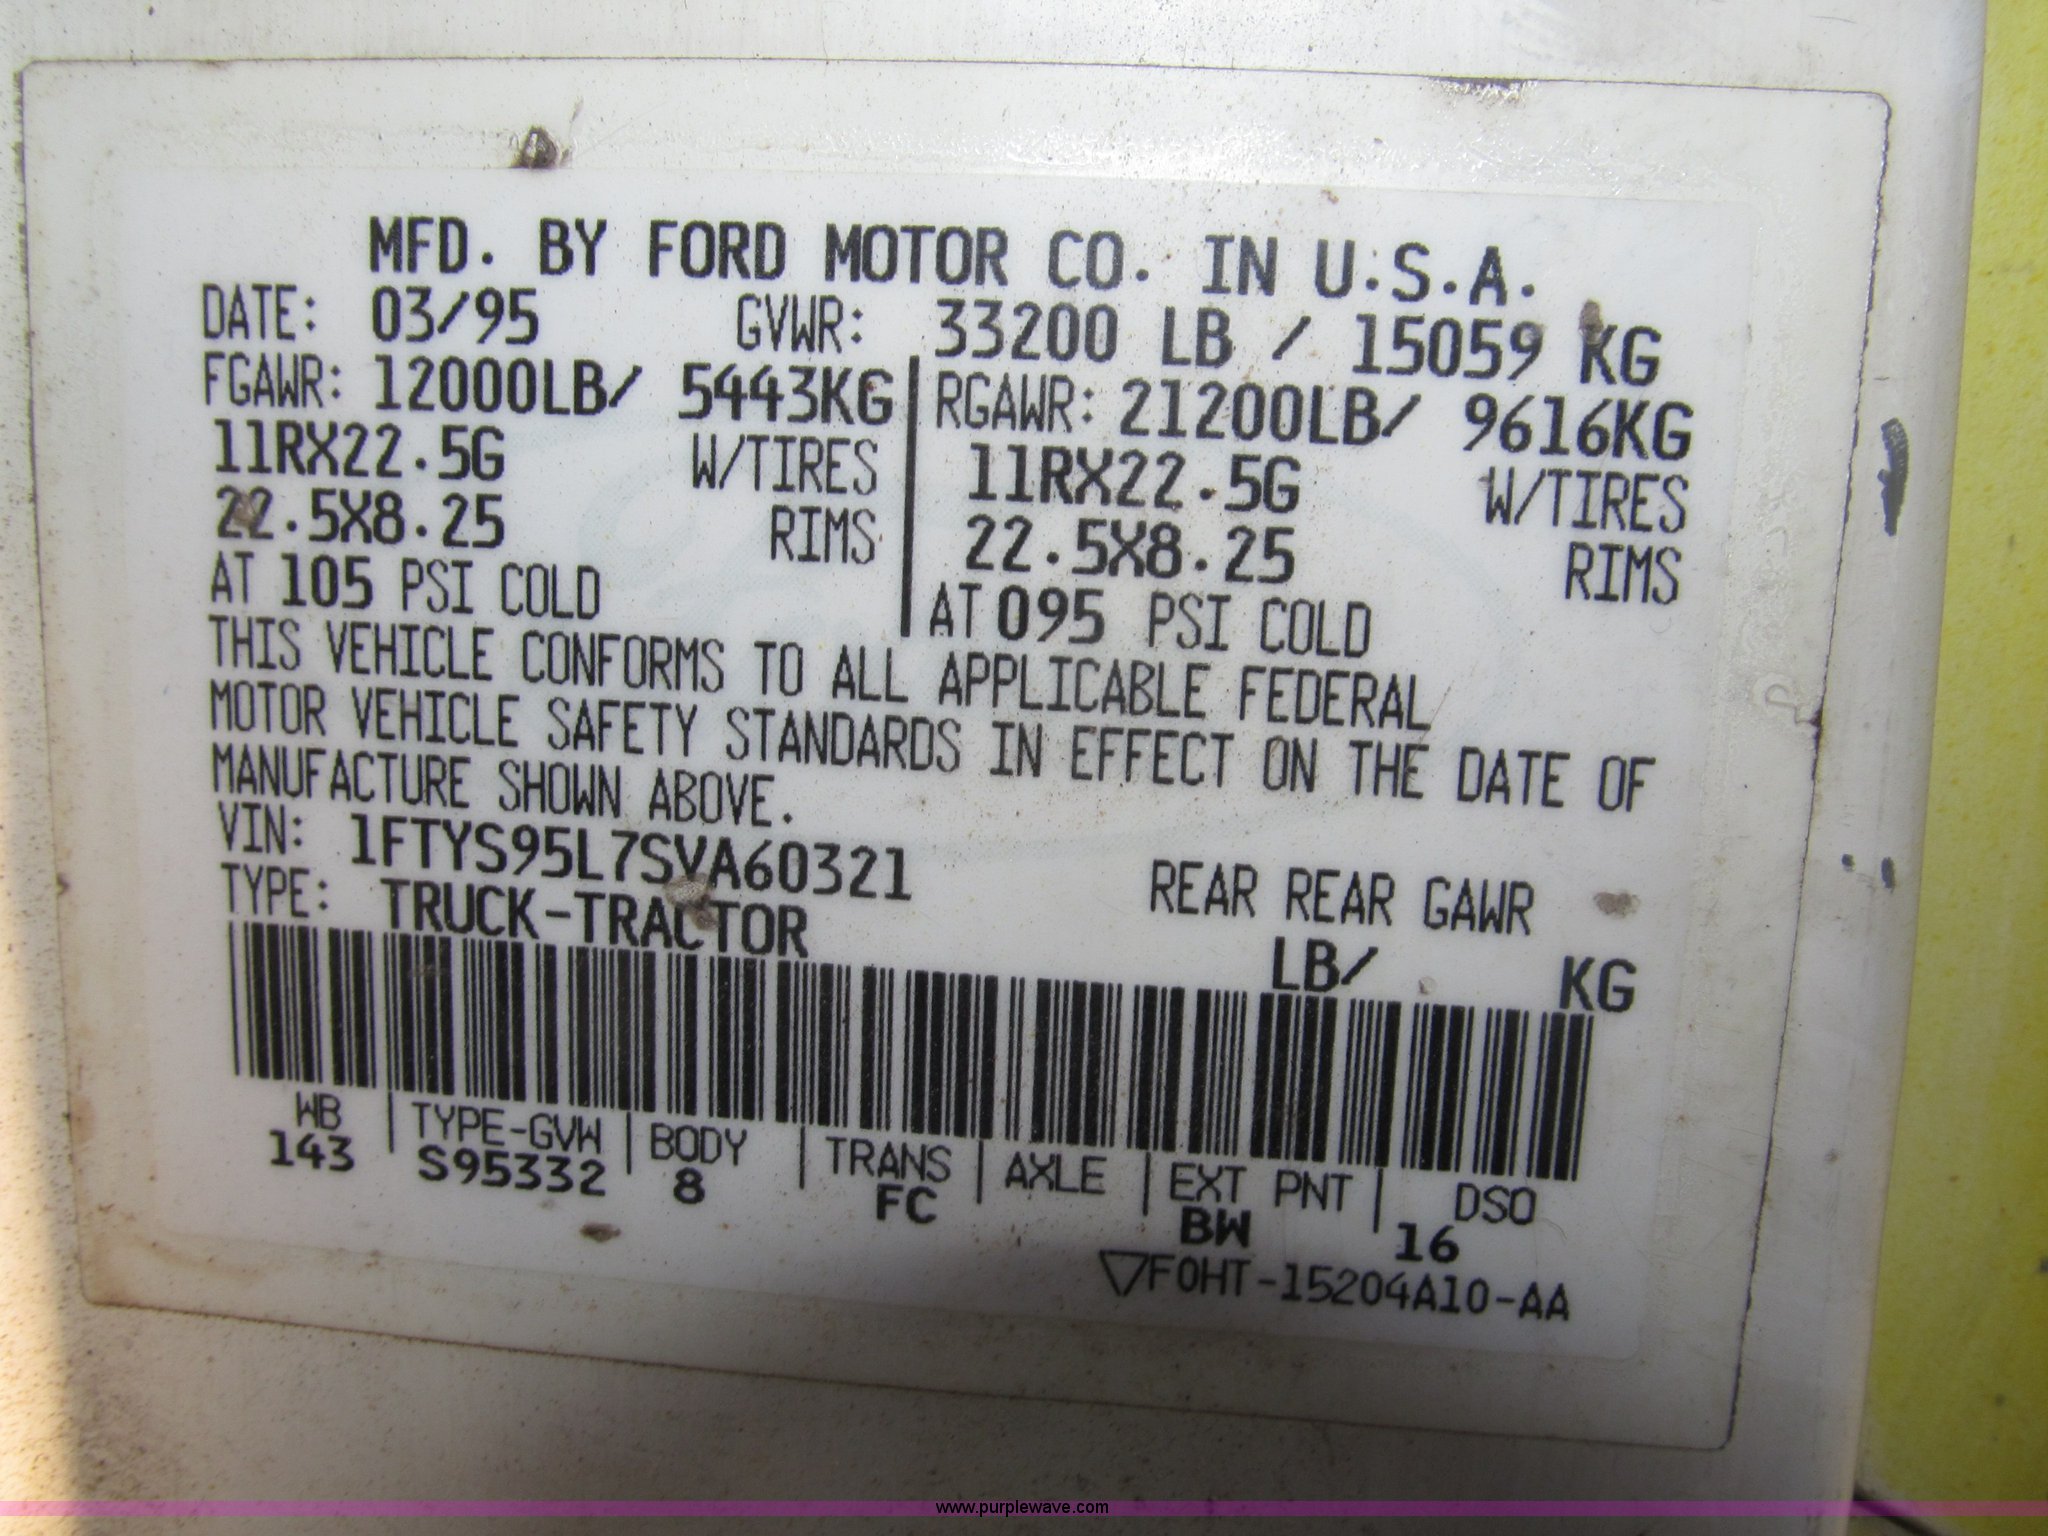 MFD. BY FORD MOTOR CO. IN U.S.A.
DATE: 03/95 GVWR: 33200 LB / 15059 KG
FGAWR: 12000LB/ 5443KG RGAWR: 21200LB/ 9616KG
11RX22.5G W/TIRES 11RX22.5G W/TIRES
22.5X8.25 RIMS 22.5X8.25 RIMS
AT 105 PSI COLD AT 095 PSI COLD
THIS VEHICLE CONFORMS TO ALL APPLICABLE FEDERAL
MOTOR VEHICLE SAFETY STANDARDS IN EFFECT ON THE DATE OF
MANUFACTURE SHOWN ABOVE.
VIN: 1FTYS95L7SVA60321 REAR REAR GAWR
TYPE: TRUCK-TRACTOR LB/ KG
WB TYPE-GVW BODY TRANS AXLE EXT PNT DSO
143 S95332 8 FC BW 16
▽F0HT-15204A10-AA
www.purplewave.com